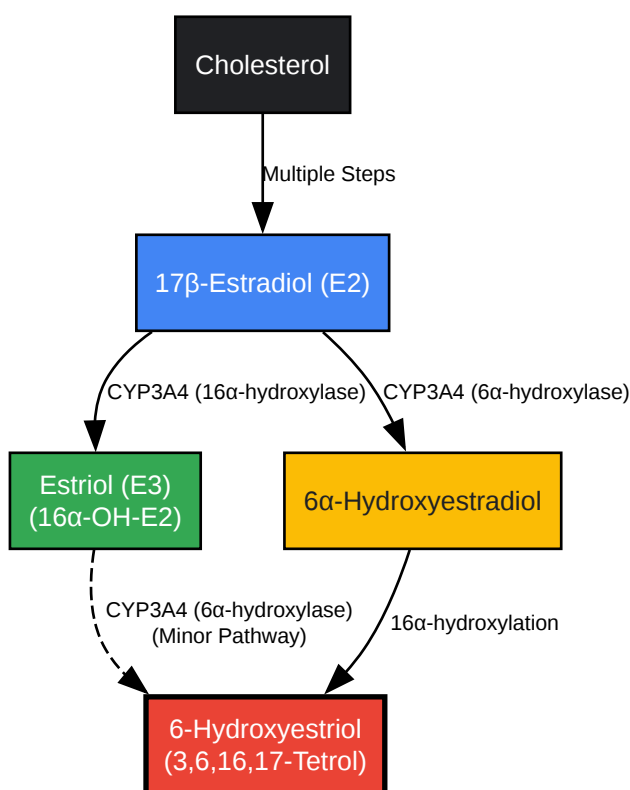 Cholesterol
Multiple Steps
17β-Estradiol (E2)
CYP3A4 (16α-hydroxylase)
CYP3A4 (6α-hydroxylase)
Estriol (E3)
(16α-OH-E2)
6α-Hydroxyestradiol
CYP3A4 (6α-hydroxylase)
(Minor Pathway)
16α-hydroxylation
6-Hydroxyestriol
(3,6,16,17-Tetrol)